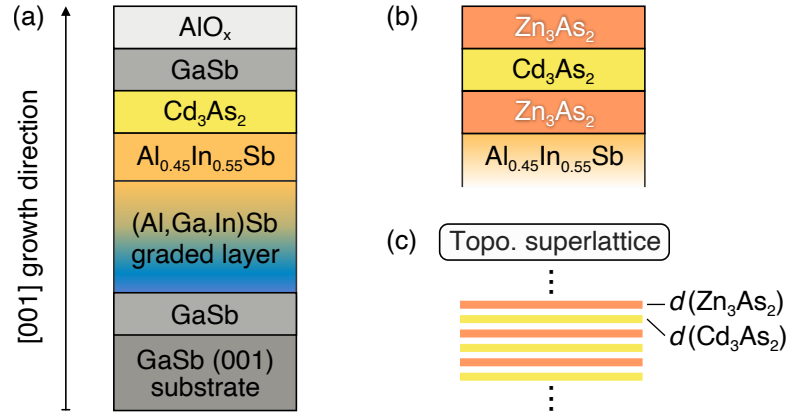 (a)
[001] growth direction
AlOₓ
GaSb
Cd₃As₂
Al₀.₄₅In₀.₅₅Sb
(Al,Ga,In)Sb
graded layer
GaSb
GaSb (001)
substrate
(b)
Zn₃As₂
Cd₃As₂
Zn₃As₂
Al₀.₄₅In₀.₅₅Sb
(c)
Topo. superlattice
d(Zn₃As₂)
d(Cd₃As₂)